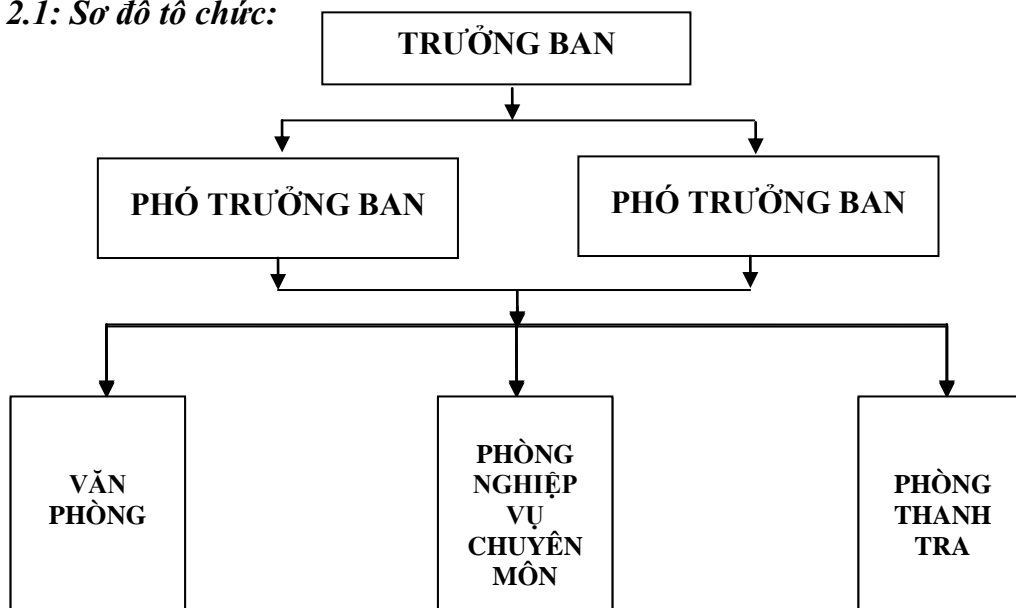 2.1: Sơ đồ tổ chức:
TRƯỞNG BAN
PHÓ TRƯỞNG BAN
PHÓ TRƯỞNG BAN
VĂN
PHÒNG
PHÒNG
NGHIỆP
VỤ
CHUYÊN
MÔN
PHÒNG
THANH
TRA